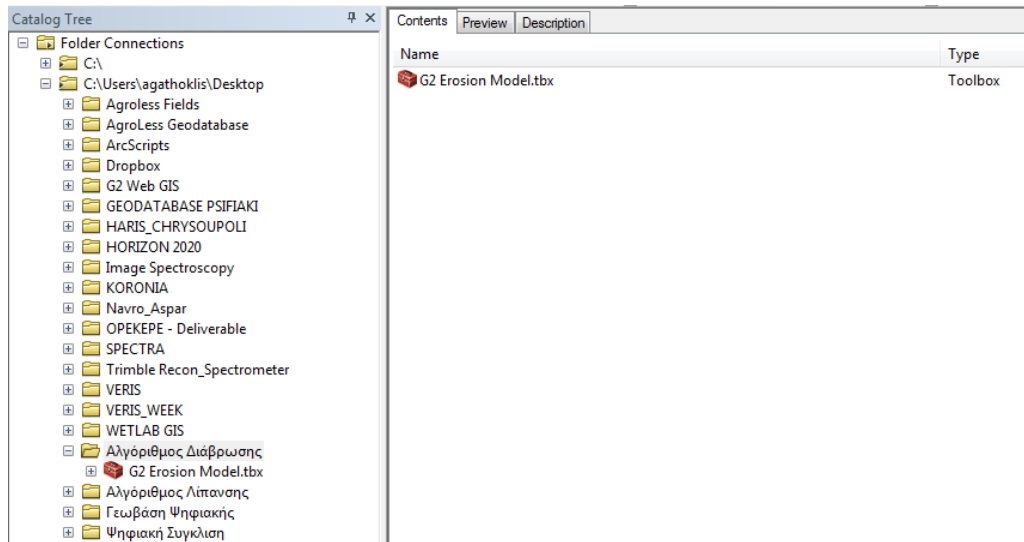 Catalog Tree
Folder Connections
C:\
C:\Users\agathoklis\Desktop
Agroless Fields
AgroLess Geodatabase
ArcScripts
Dropbox
G2 Web GIS
GEODATABASE PSIFIAKI
HARIS_CHRYSOUPOLI
HORIZON 2020
Image Spectroscopy
KORONIA
Navro_Aspar
OPEKEPE - Deliverable
SPECTRA
Trimble Recon_Spectrometer
VERIS
VERIS_WEEK
WETLAB GIS
Αλγόριθμος Διάβρωσης
G2 Erosion Model.tbx
Αλγόριθμος Λίπανσης
Γεωβάση Ψηφιακής
Ψηφιακή Συγκλιση
Contents Preview Description
Name Type
G2 Erosion Model.tbx Toolbox